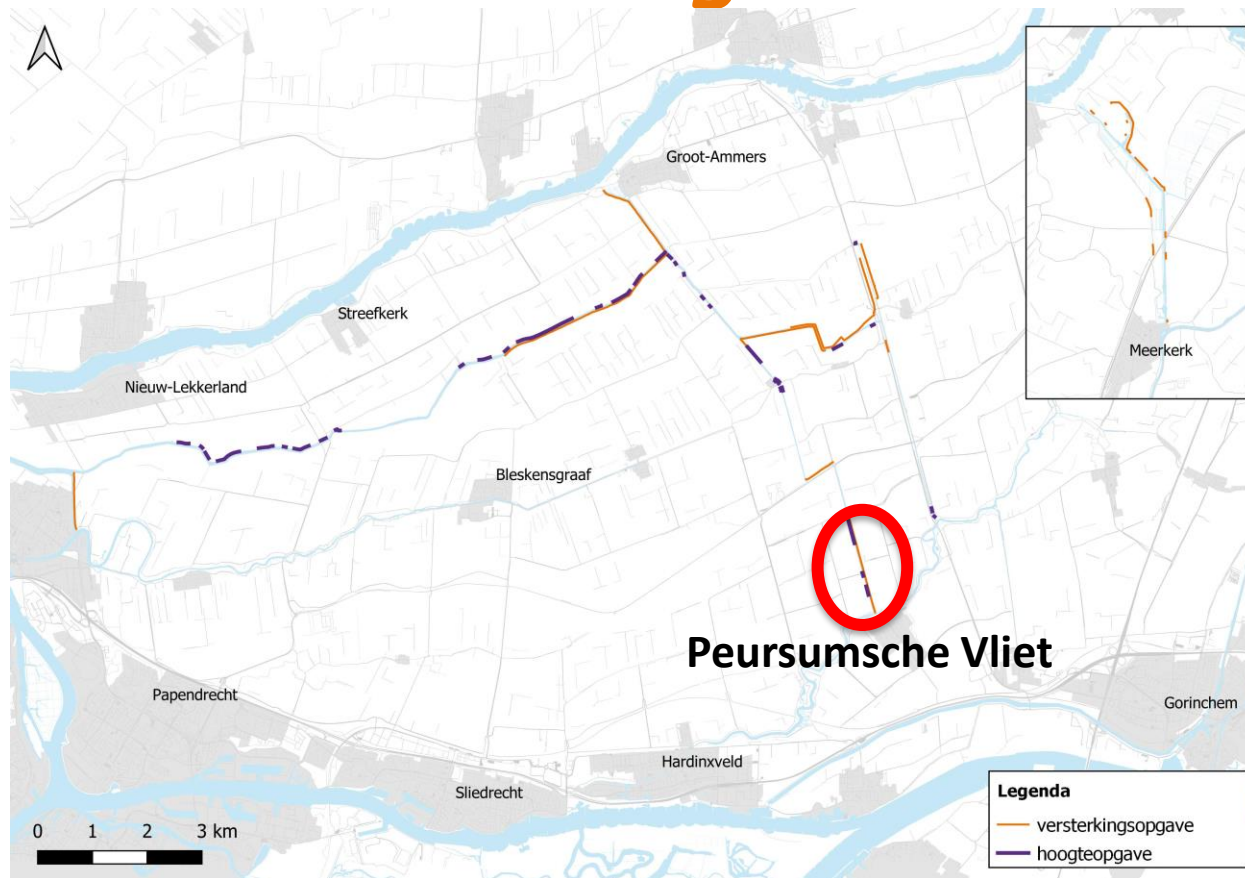 Groot-Ammers
Streefkerk
Meerkerk
Nieuw-Lekkerland
Bleskensgraaf
Peursumsche Vliet
Papendrecht
Gorinchem
Hardinxveld
Sliedrecht
0 1 2 3 km
Legenda
versterkingsopgave
hoogteopgave